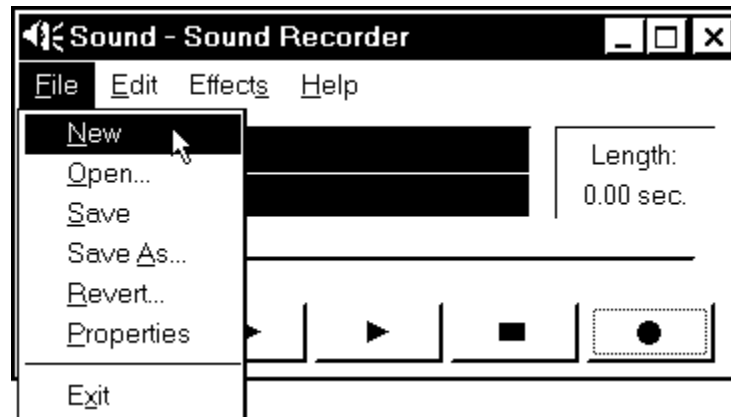 Sound - Sound Recorder
File Edit Effects Help
New
Open...
Save
Save As...
Revert...
Properties
Exit
Length:
0.00 sec.